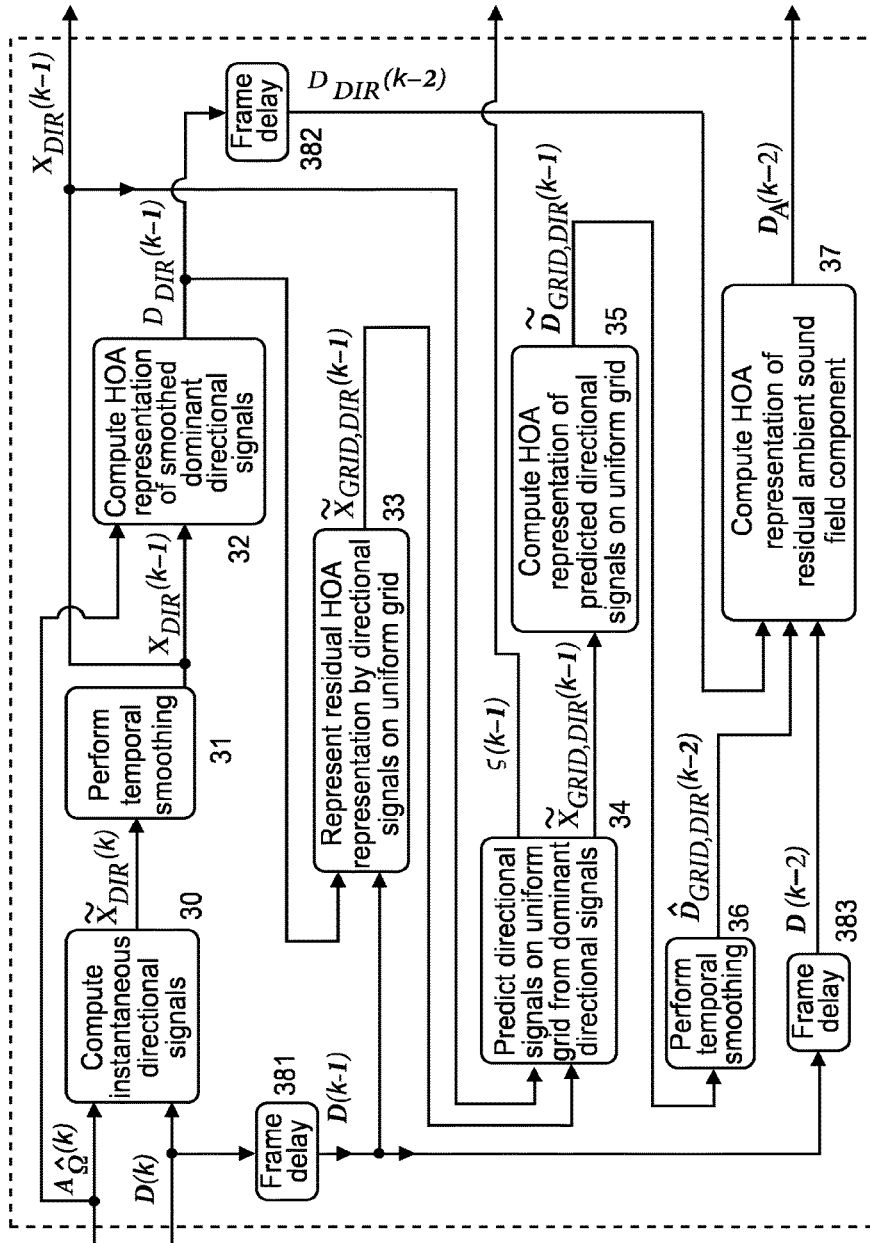 A_Ω̂(k)
D(k)
Compute
instantaneous
directional
signals
30
X̃_DIR(k)
Perform
temporal
smoothing
31
X_DIR(k−1)
Compute HOA
representation
of smoothed
dominant
directional
signals
32
D_DIR(k−1)
X_DIR(k−1)
Frame
delay
382
D_DIR(k−2)
Frame
delay
381
D(k-1)
Represent residual HOA
representation by directional
signals on uniform grid
33
X̃_GRID,DIR(k−1)
Predict directional
signals on uniform
grid from dominant
directional signals
34
ς(k−1)
X̃_GRID,DIR(k−1)
Compute HOA
representation of
predicted directional
signals on uniform grid
35
D̃_GRID,DIR(k−1)
Perform
temporal
smoothing
36
D̂_GRID,DIR(k−2)
Frame
delay
383
D(k−2)
Compute HOA
representation of
residual ambient sound
field component
37
D_A(k−2)